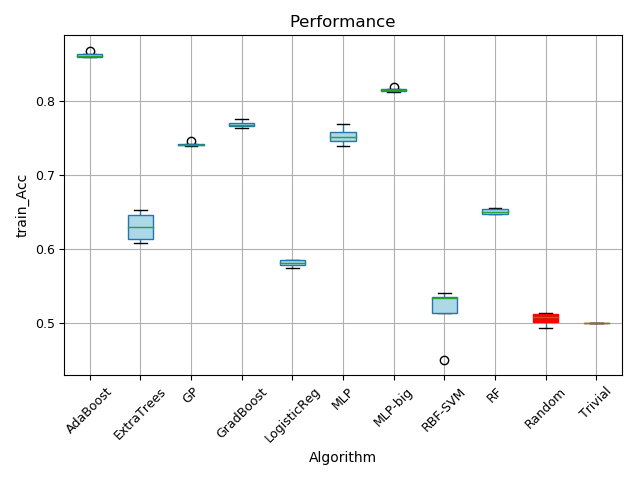 Performance
train_Acc
0.8
0.7
0.6
0.5
AdaBoost
ExtraTrees
GP
GradBoost
LogisticReg
MLP
MLP-big
RBF-SVM
RF
Random
Trivial
Algorithm